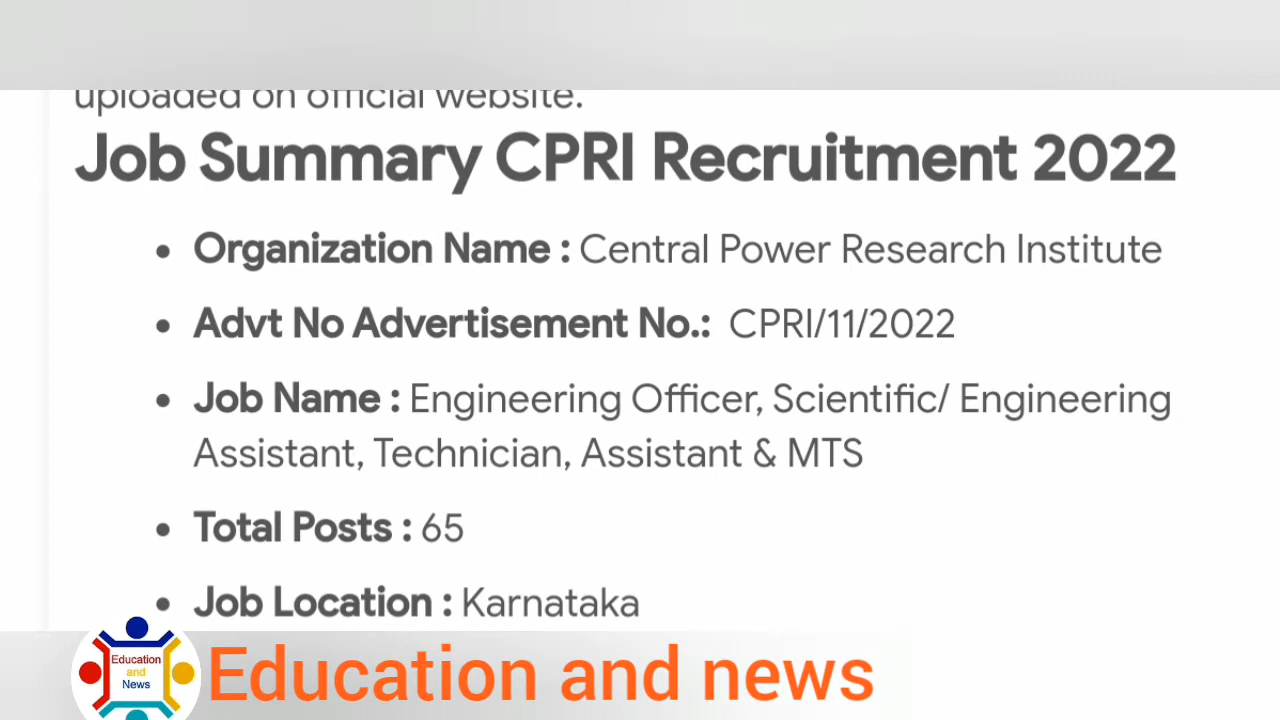 uploaded on official website.
Job Summary CPRI Recruitment 2022
• Organization Name : Central Power Research Institute
• Advt No Advertisement No.: CPRI/11/2022
• Job Name : Engineering Officer, Scientific/ Engineering
Assistant, Technician, Assistant & MTS
• Total Posts : 65
• Job Location : Karnataka
Education
and
News
Education and news